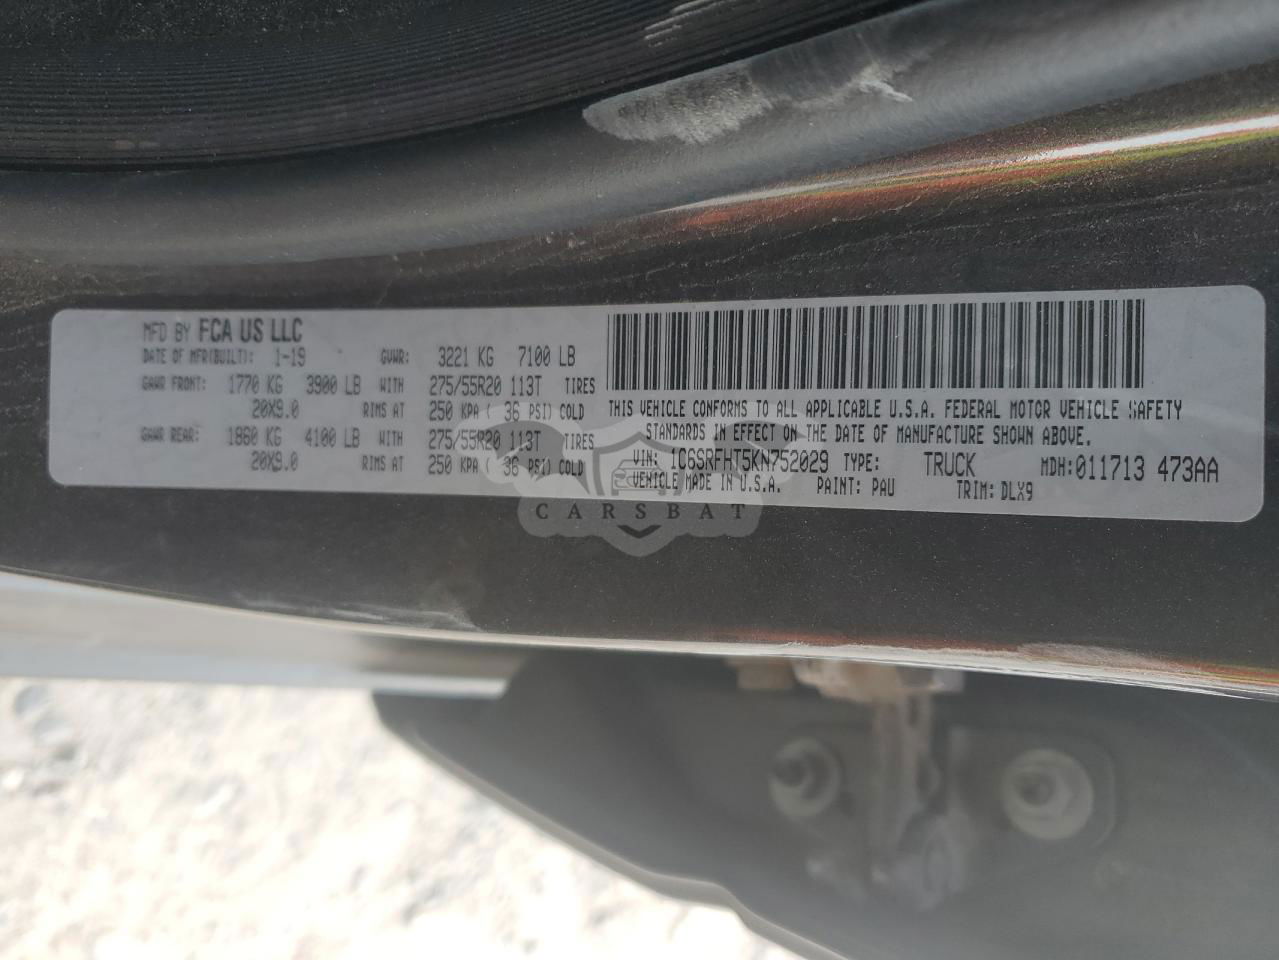 MFD BY FCA US LLC
DATE OF MFR(BUILT): 1-19 GVWR: 3221 KG 7100 LB
GAWR FRONT: 1770 KG 3900 LB WITH 275/55R20 113T TIRES
20X9.0 RIMS AT 250 KPA ( 36 PSI) COLD
GAWR REAR: 1860 KG 4100 LB WITH 275/55R20 113T TIRES
20X9.0 RIMS AT 250 KPA ( 36 PSI) COLD
THIS VEHICLE CONFORMS TO ALL APPLICABLE U.S.A. FEDERAL MOTOR VEHICLE SAFETY
STANDARDS IN EFFECT ON THE DATE OF MANUFACTURE SHOWN ABOVE.
VIN: 1C6SRFHT5KN752029 TYPE: TRUCK MDH:011713 473AA
VEHICLE MADE IN U.S.A. PAINT: PAU TRIM: DLX9
CARSBAT